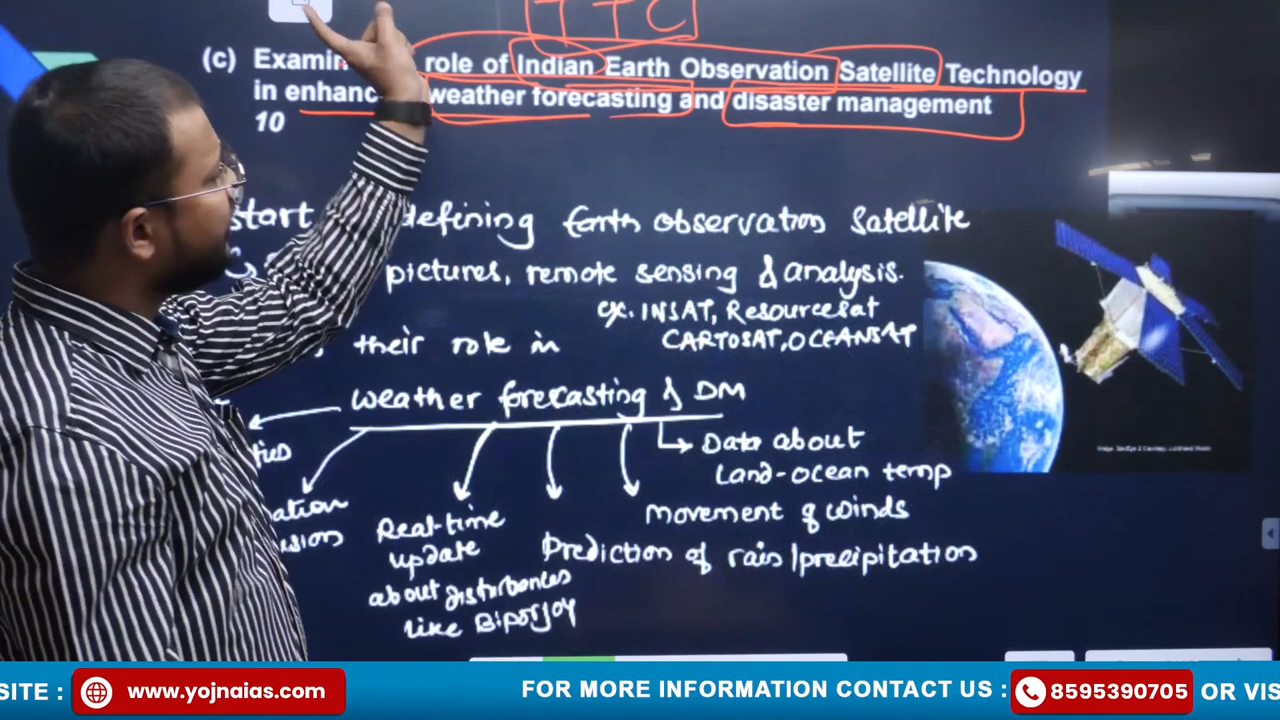 TTC
(c) Examin role of Indian Earth Observation Satellite Technology
in enhanc weather forecasting and disaster management
10
start defining Earth observation Satellite
pictures, remote sensing & analysis.
ex. INSAT, Resourcesat
CARTOSAT, OCEANSAT
their role in
weather forecasting & DM
Data about
Land-ocean temp
movement of winds
Prediction of rain/precipitation
Real-time
update
about disturbances
like Biporjoy
SITE : www.yojnaias.com FOR MORE INFORMATION CONTACT US : 8595390705 OR VIS